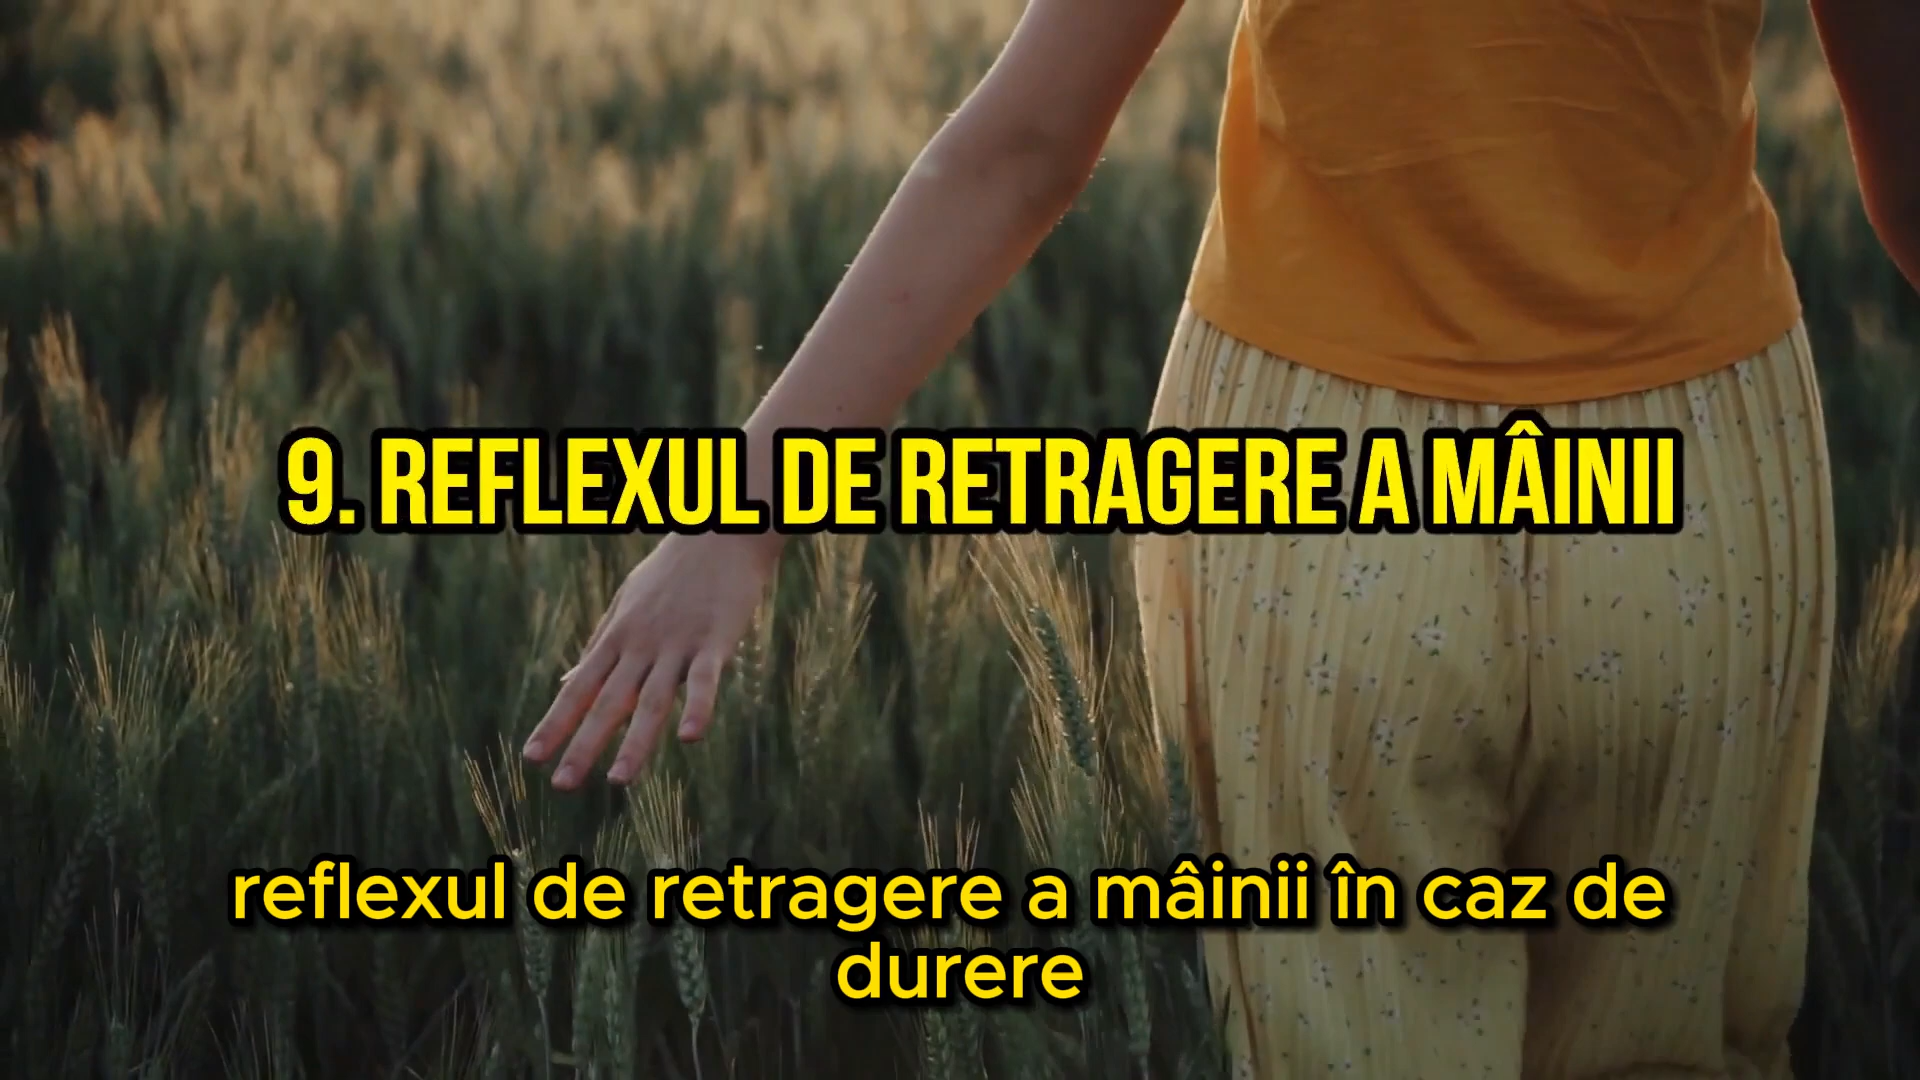 9. REFLEXUL DE RETRAGERE A MÂINII
reflexul de retragere a mâinii în caz de
durere